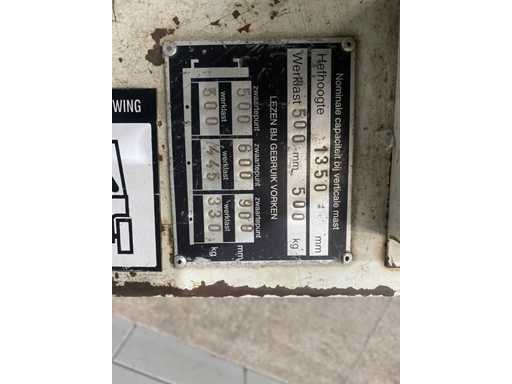 Nominale capaciteit bij verticale mast
Hefhoogte 1350 mm
Werklast 500 mm 500 kg
LEZEN BIJ GEBRUIK VORKEN
zwaartepunt 500 zwaartepunt 600 zwaartepunt 900 mm
werklast 500 werklast 445 werklast 330 kg
WING